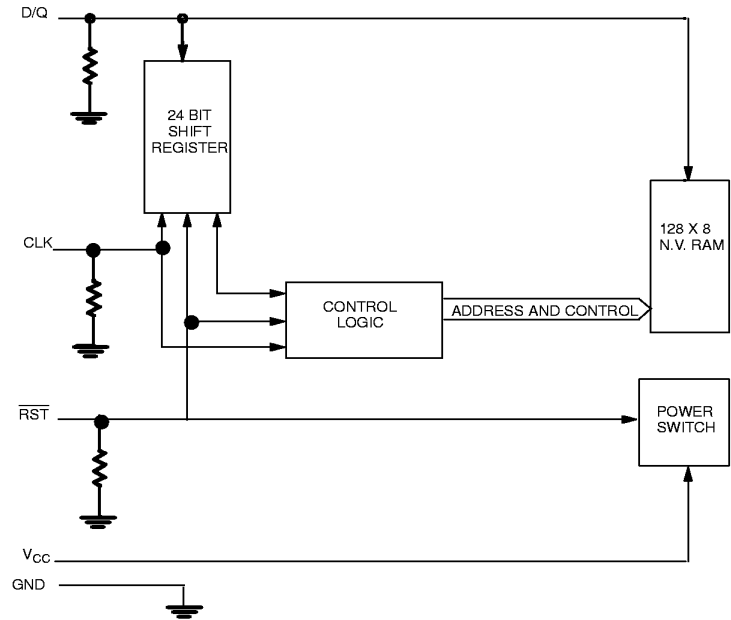 D/Q
24 BIT
SHIFT
REGISTER
CLK
128 X 8
N.V. RAM
CONTROL
LOGIC
ADDRESS AND CONTROL
RST
POWER
SWITCH
VCC
GND